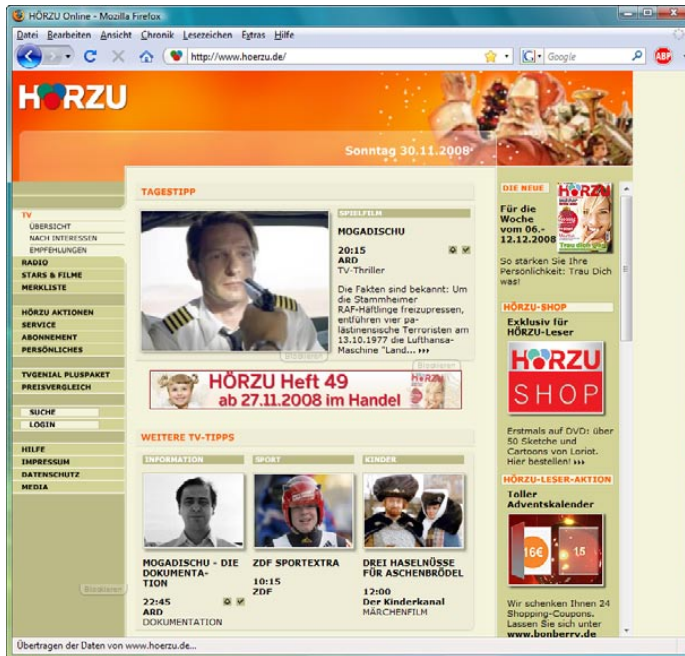 HÖRZU Online - Mozilla Firefox
Datei Bearbeiten Ansicht Chronik Lesezeichen Extras Hilfe
http://www.hoerzu.de/
Google
ABP
HÖRZU
Sonntag 30.11.2008
TV
ÜBERSICHT
NACH INTERESSEN
EMPFEHLUNGEN
RADIO
STARS & FILME
MERKLISTE
HÖRZU AKTIONEN
SERVICE
ABONNEMENT
PERSÖNLICHES
TVGENIAL PLUSPAKET
PREISVERGLEICH
SUCHE
LOGIN
HILFE
IMPRESSUM
DATENSCHUTZ
MEDIA
Blockieren
TAGESTIPP
SPIELFILM
MOGADISCHU
20:15
ARD
TV-Thriller
Die Fakten sind bekannt: Um
die Stammheimer
RAF-Häftlinge freizupressen,
entführen vier pa-
lästinensische Terroristen am
13.10.1977 die Lufthansa-
Maschine "Land...
Blockieren
Blockieren
HÖRZU Heft 49
ab 27.11.2008 im Handel
HÖRZU
WEITERE TV-TIPPS
INFORMATION
MOGADISCHU - DIE
DOKUMENTA-
TION
22:45
ARD
DOKUMENTATION
SPORT
ZDF SPORTEXTRA
10:15
ZDF
KINDER
DREI HASELNÜSSE
FÜR ASCHENBRÖDEL
12:00
Der Kinderkanal
MÄRCHENFILM
DIE NEUE
HÖRZU
Für die
Woche
vom 06.-
12.12.2008
Trau dich
So stärken Sie Ihre
Persönlichkeit: Trau Dich
was!
HÖRZU-SHOP
Exklusiv für
HÖRZU-Leser
HÖRZU
SHOP
Erstmals auf DVD: über
50 Sketche und
Cartoons von Loriot.
Hier bestellen!
HÖRZU-LESER-AKTION
Toller
Adventskalender
16€
15
Wir schenken Ihnen 24
Shopping-Coupons.
Lassen Sie sich unter
www.bonberry.de
Übertragen der Daten von www.hoerzu.de...